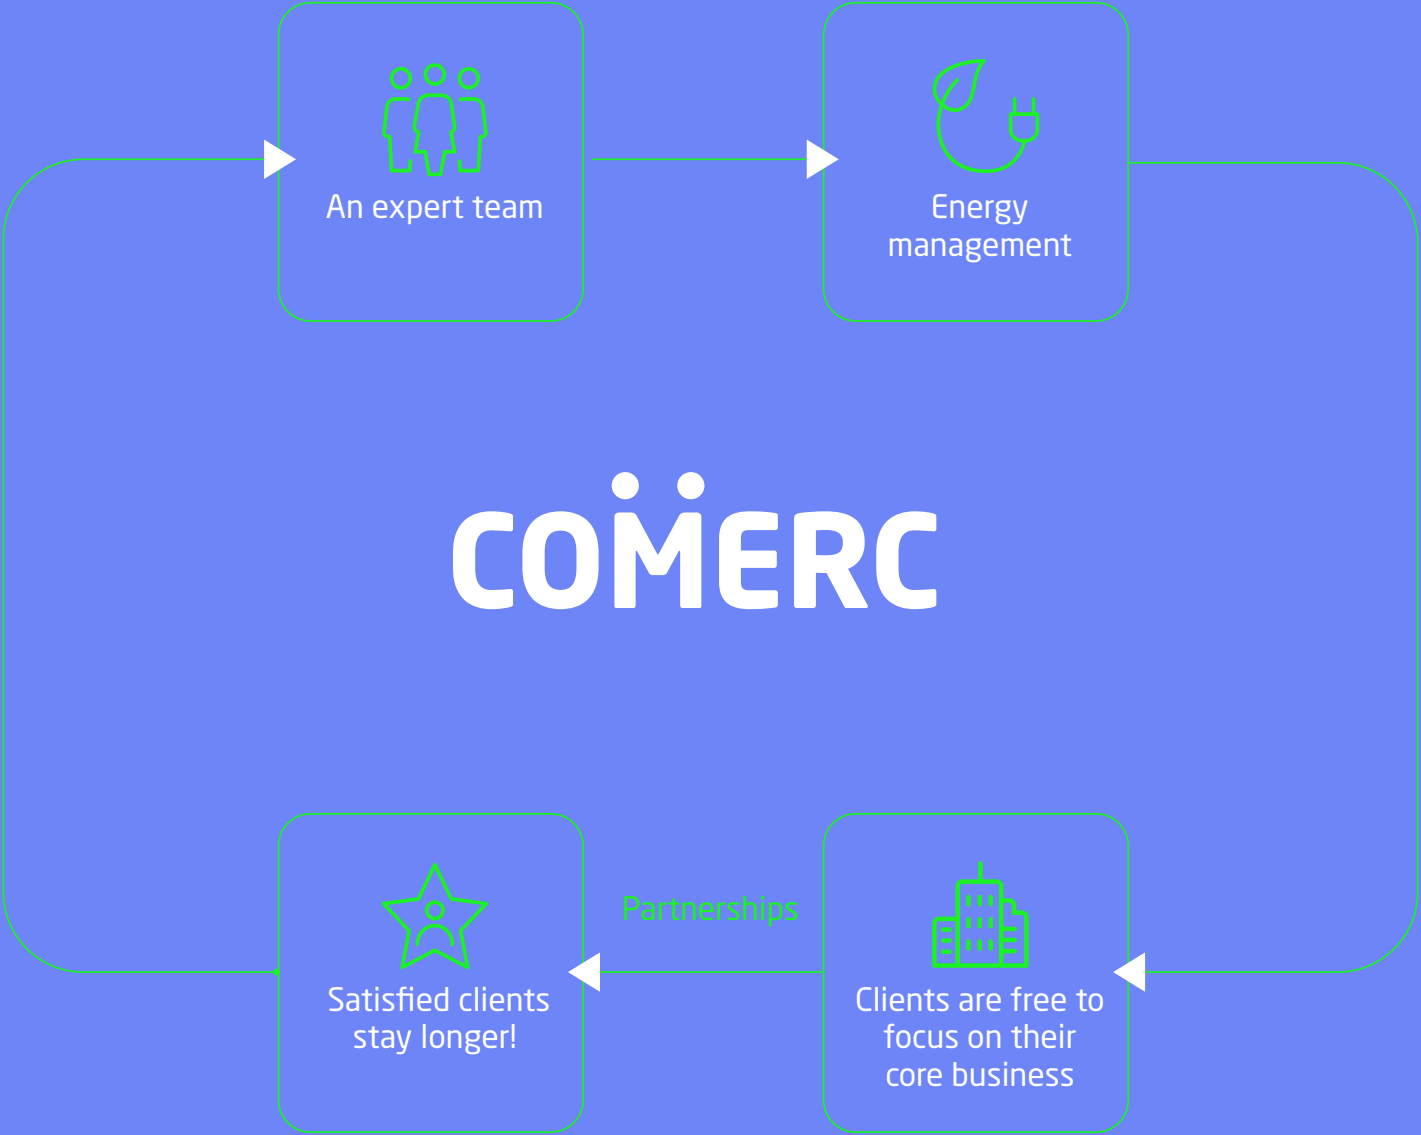 An expert team
Energy
management
COMERC
Partnerships
Satisfied clients
stay longer!
Clients are free to
focus on their
core business